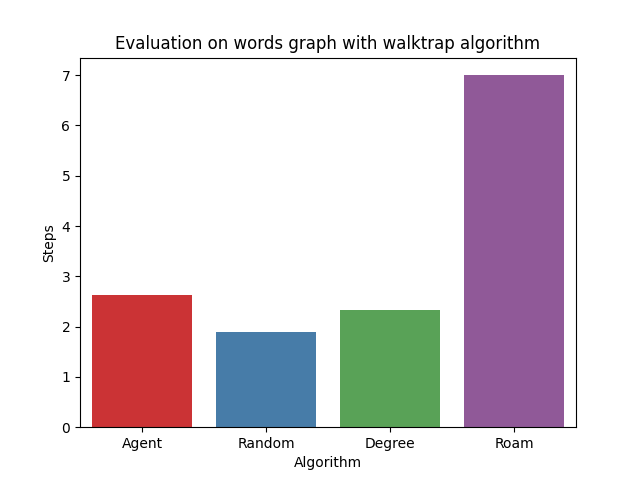 Evaluation on words graph with walktrap algorithm
7
6
5
4
3
2
1
0
Steps
Agent Random Degree Roam
Algorithm